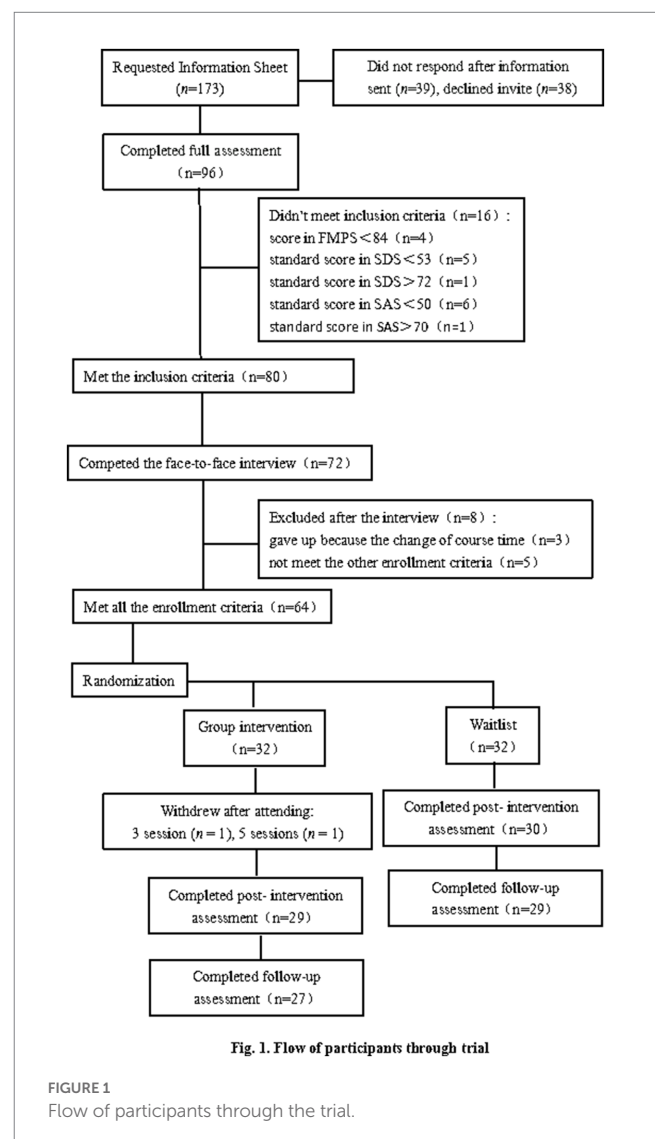 Requested Information Sheet
(n=173)
Did not respond after information
sent (n=39), declined invite (n=38)
Completed full assessment
(n=96)
Didn't meet inclusion criteria (n=16) :
score in FMPS<84 (n=4)
standard score in SDS<53 (n=5)
standard score in SDS>72 (n=1)
standard score in SAS<50 (n=6)
standard score in SAS>70 (n=1)
Met the inclusion criteria (n=80)
Competed the face-to-face interview (n=72)
Excluded after the interview (n=8) :
gave up because the change of course time (n=3)
not meet the other enrollment criteria (n=5)
Met all the enrollment criteria (n=64)
Randomization
Group intervention
(n=32)
Waitlist
(n=32)
Withdrew after attending:
3 session (n = 1), 5 sessions (n = 1)
Completed post- intervention
assessment (n=30)
Completed post- intervention
assessment (n=29)
Completed follow-up
assessment (n=29)
Completed follow-up
assessment (n=27)
Fig. 1. Flow of participants through trial
FIGURE 1
Flow of participants through the trial.